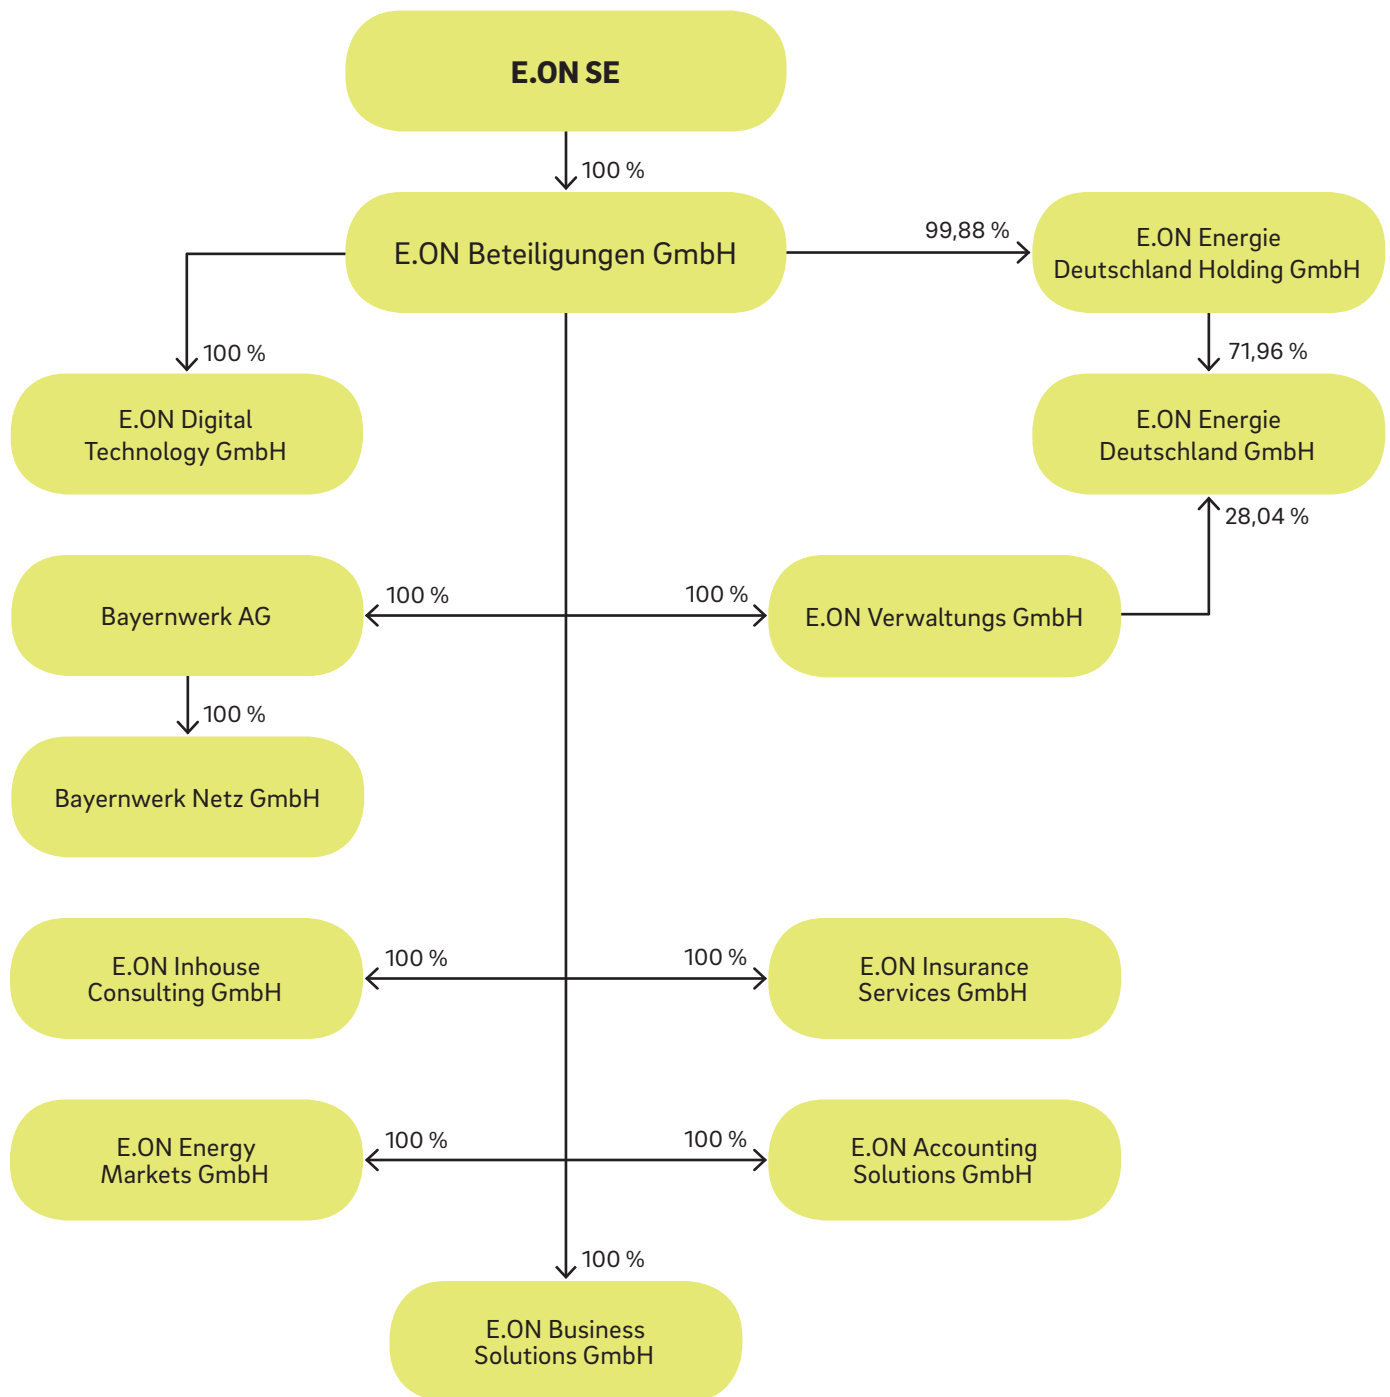 E.ON SE
100 %
E.ON Beteiligungen GmbH
99,88 %
E.ON Energie
Deutschland Holding GmbH
100 %
71,96 %
E.ON Digital
Technology GmbH
E.ON Energie
Deutschland GmbH
28,04 %
Bayernwerk AG
100 %
100 %
E.ON Verwaltungs GmbH
100 %
Bayernwerk Netz GmbH
E.ON Inhouse
Consulting GmbH
100 %
100 %
E.ON Insurance
Services GmbH
E.ON Energy
Markets GmbH
100 %
100 %
E.ON Accounting
Solutions GmbH
100 %
E.ON Business
Solutions GmbH